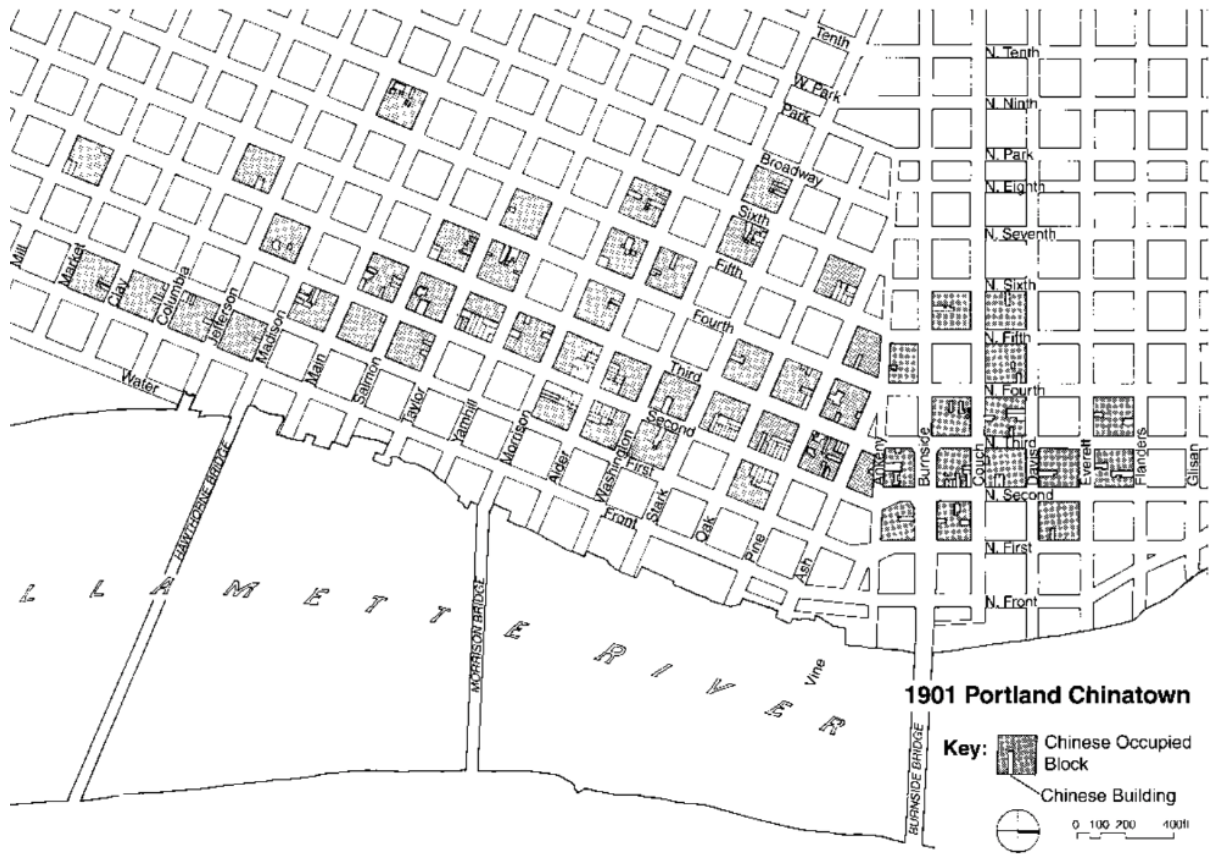 Tenth
W. Park
Park
Broadway
Sixth
Fifth
Fourth
Third
Second
First
Front
Water
N. Tenth
N. Ninth
N. Park
N. Eighth
N. Seventh
N. Sixth
N. Fifth
N. Fourth
N. Third
N. Second
N. First
N. Front
Mill
Market
Clay
Columba
Jefferson
Madison
Main
Salmon
Taylor
Yamhill
Morrison
Alder
Washington
Stark
Oak
Pine
Ash
Vine
Ankeny
Burnside
Couch
Davis
Everett
Flanders
Glisan
HAWTHORNE BRIDGE
MORRISON BRIDGE
BURNSIDE BRIDGE
LLAMETTE RIVER
1901 Portland Chinatown
Key:
Chinese Occupied
Block
Chinese Building
0 100 200 400ft